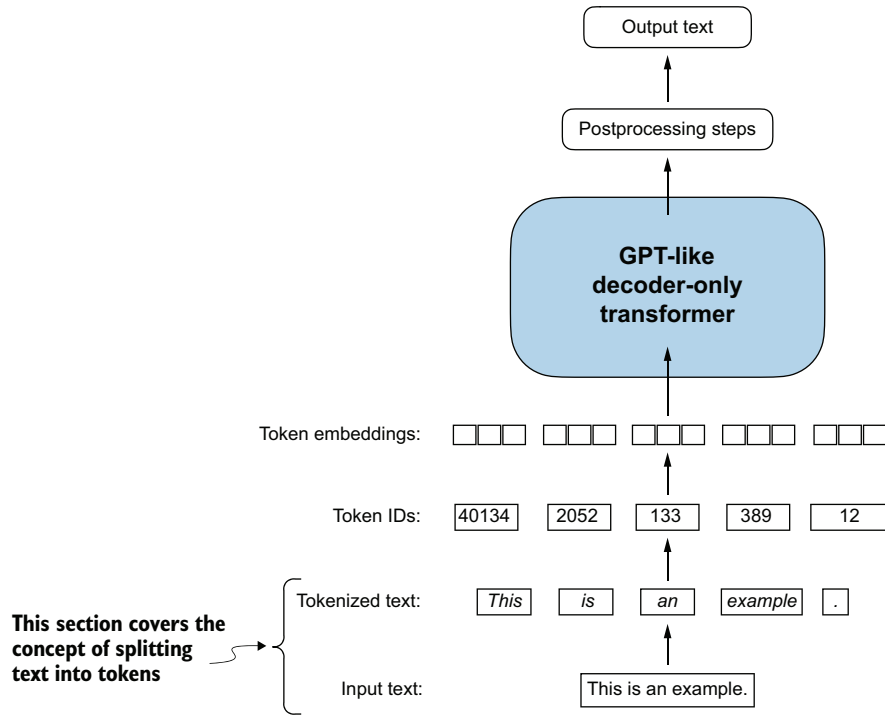 Output text
Postprocessing steps
GPT-like
decoder-only
transformer
Token embeddings:
Token IDs: 40134 2052 133 389 12
Tokenized text: This is an example .
This section covers the
concept of splitting
text into tokens
Input text: This is an example.